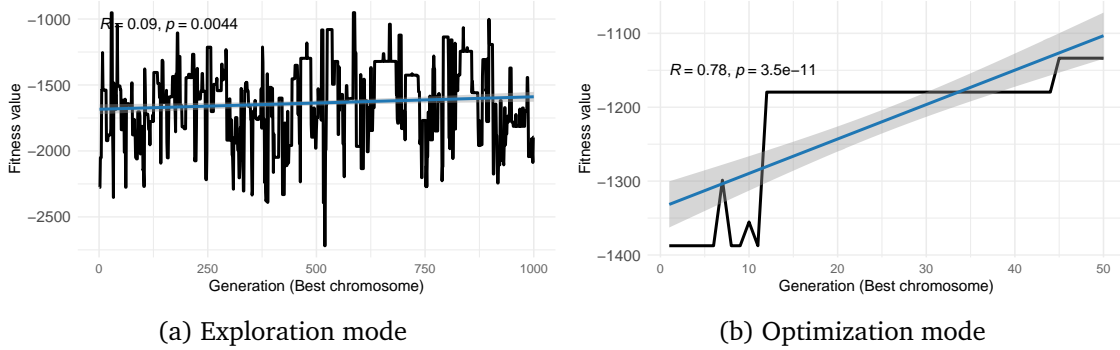 Fitness value
−1000
−1500
−2000
−2500
R = 0.09, p = 0.0044
0 250 500 750 1000
Generation (Best chromosome)
(a) Exploration mode
Fitness value
−1100
−1200
−1300
−1400
R = 0.78, p = 3.5e−11
0 10 20 30 40 50
Generation (Best chromosome)
(b) Optimization mode